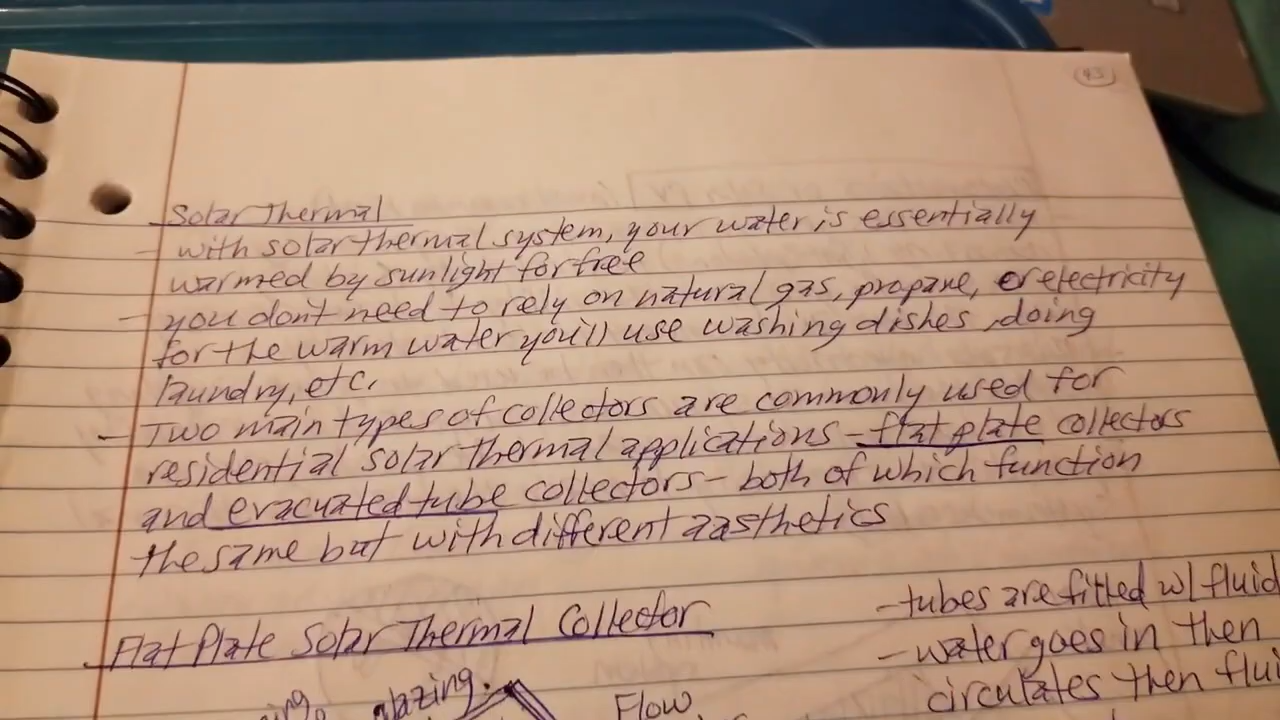 93
Solar Thermal
- with solar thermal system, your water is essentially
warmed by sunlight for free
- you don't need to rely on natural gas, propane, or electricity
for the warm water you'll use washing dishes, doing
laundry, etc.
- Two main types of collectors are commonly used for
residential solar thermal applications - flat plate collectors
and evacuated tube collectors - both of which function
the same but with different aasthetics
- Flat Plate Solar Thermal Collector
- tubes are fitted w/ fluid
- water goes in then
circulates then flui
glazing
Flow